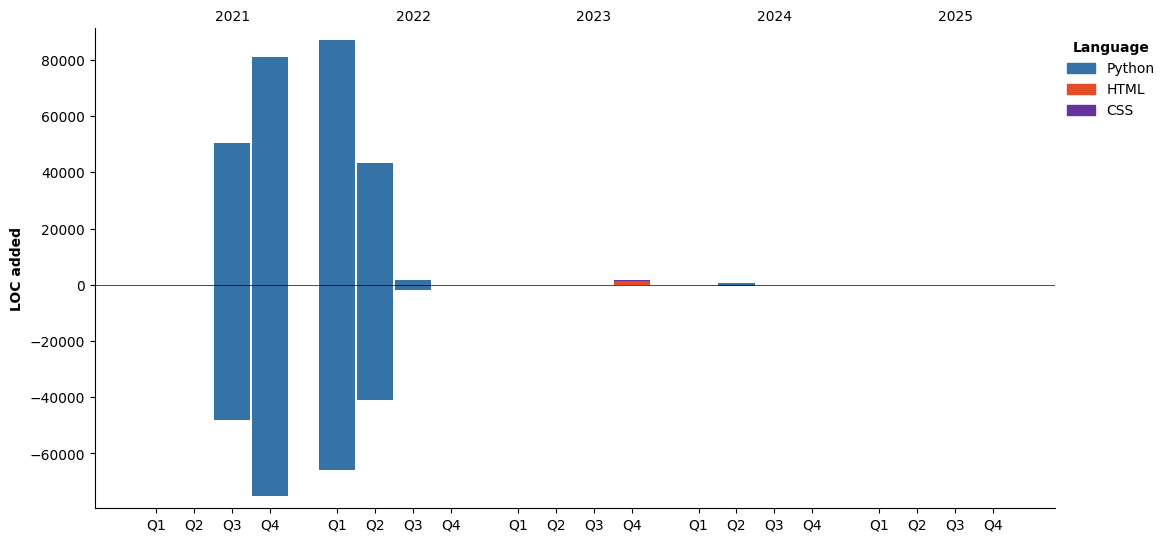 2021 2022 2023 2024 2025
Language
Python
HTML
CSS
LOC added
80000
60000
40000
20000
0
−20000
−40000
−60000
Q1 Q2 Q3 Q4 Q1 Q2 Q3 Q4 Q1 Q2 Q3 Q4 Q1 Q2 Q3 Q4 Q1 Q2 Q3 Q4